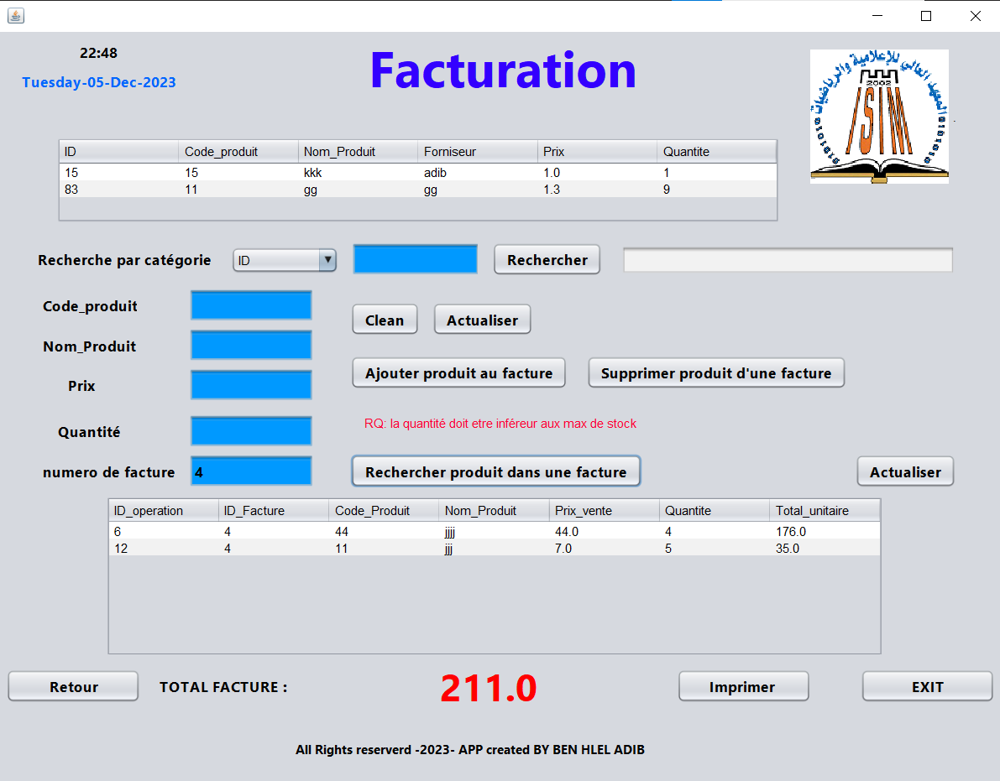 22:48
Tuesday-05-Dec-2023
Facturation
المعهد العالي للإعلامية والرياضيات
2002
ISIM
ID Code_produit Nom_Produit Forniseur Prix Quantite
15 15 kkk adib 1.0 1
83 11 gg gg 1.3 9
Recherche par catégorie ID Rechercher
Code_produit
Clean Actualiser
Nom_Produit
Ajouter produit au facture Supprimer produit d'une facture
Prix
RQ: la quantité doit etre inféreur aux max de stock
Quantité
numero de facture 4 Rechercher produit dans une facture Actualiser
ID_operation ID_Facture Code_Produit Nom_Produit Prix_vente Quantite Total_unitaire
6 4 44 jjjj 44.0 4 176.0
12 4 11 jjj 7.0 5 35.0
Retour TOTAL FACTURE : 211.0 Imprimer EXIT
All Rights reserverd -2023- APP created BY BEN HLEL ADIB